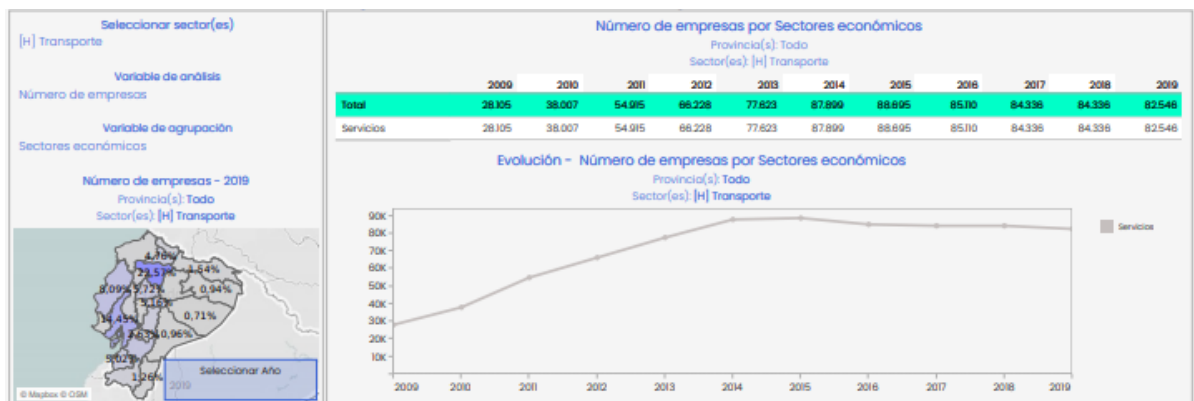 Seleccionar sector(es)
[H] Transporte
Variable de análisis
Número de empresas
Variable de agrupación
Sectores económicos
Número de empresas - 2019
Provincia(s): Todo
Sector(es): [H] Transporte
4,76%
23,57% 1,54%
8,09% 5,72% 0,94%
5,16%
14,45% 0,71%
2,63% 0,96%
5,02%
1,26%
2019
Seleccionar Año
© Mapbox © OSM
Número de empresas por Sectores económicos
Provincia(s): Todo
Sector(es): [H] Transporte
2009 2010 2011 2012 2013 2014 2015 2016 2017 2018 2019
Total 28.105 38.007 54.915 66.228 77.623 87.899 88.695 85.110 84.336 84.336 82.546
Servicios 28.105 38.007 54.915 66.228 77.623 87.899 88.695 85.110 84.336 84.336 82.546
Evolución - Número de empresas por Sectores económicos
Provincia(s): Todo
Sector(es): [H] Transporte
90K
80K
70K
60K
50K
40K
30K
20K
10K
2009 2010 2011 2012 2013 2014 2015 2016 2017 2018 2019
Servicios